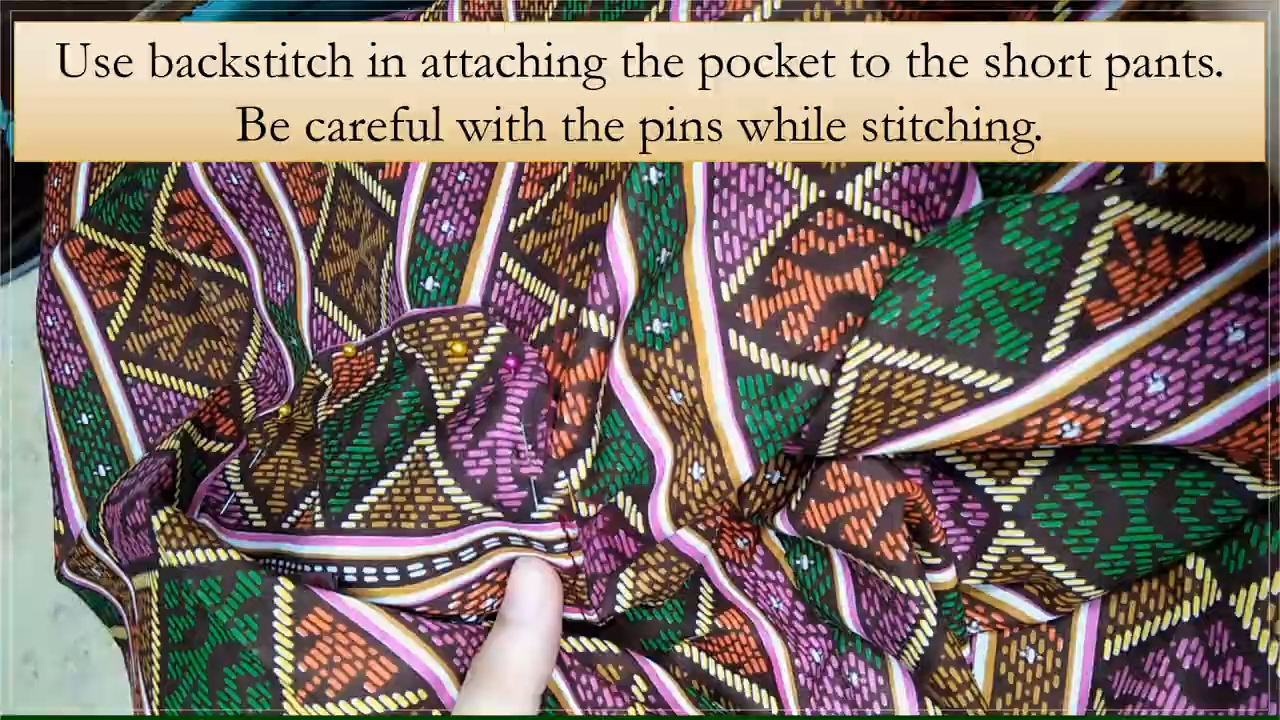 Use backstitch in attaching the pocket to the short pants.
Be careful with the pins while stitching.